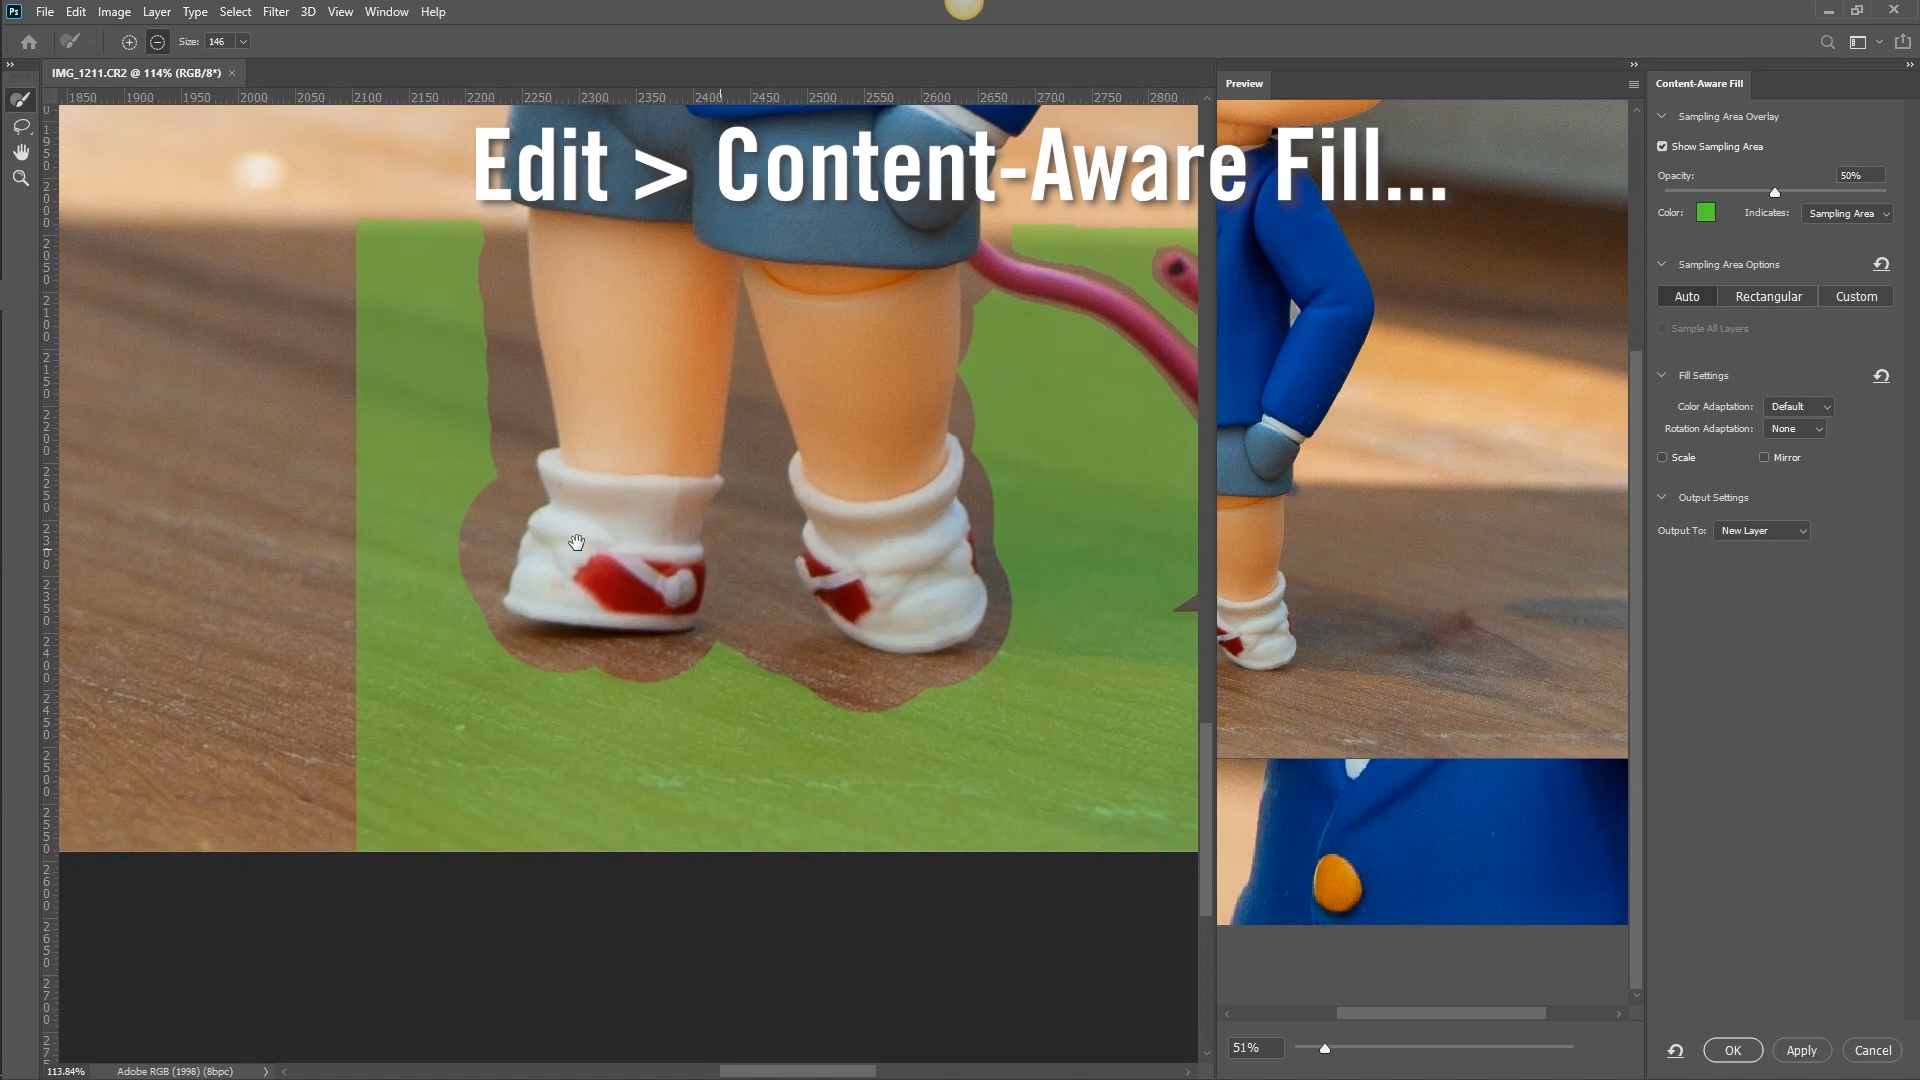 Ps File Edit Image Layer Type Select Filter 3D View Window Help
Size: 146
IMG_1211.CR2 @ 114% (RGB/8*) ×
1850 1900 1950 2000 2050 2100 2150 2200 2250 2300 2350 2400 2450 2500 2550 2600 2650 2700 2750 2800
Edit > Content-Aware Fill...
Preview
Content-Aware Fill
Sampling Area Overlay
Show Sampling Area
Opacity: 50%
Color: Indicates: Sampling Area
Sampling Area Options
Auto Rectangular Custom
Sample All Layers
Fill Settings
Color Adaptation: Default
Rotation Adaptation: None
Scale Mirror
Output Settings
Output To: New Layer
51%
OK Apply Cancel
113.84% Adobe RGB (1998) (8bpc)